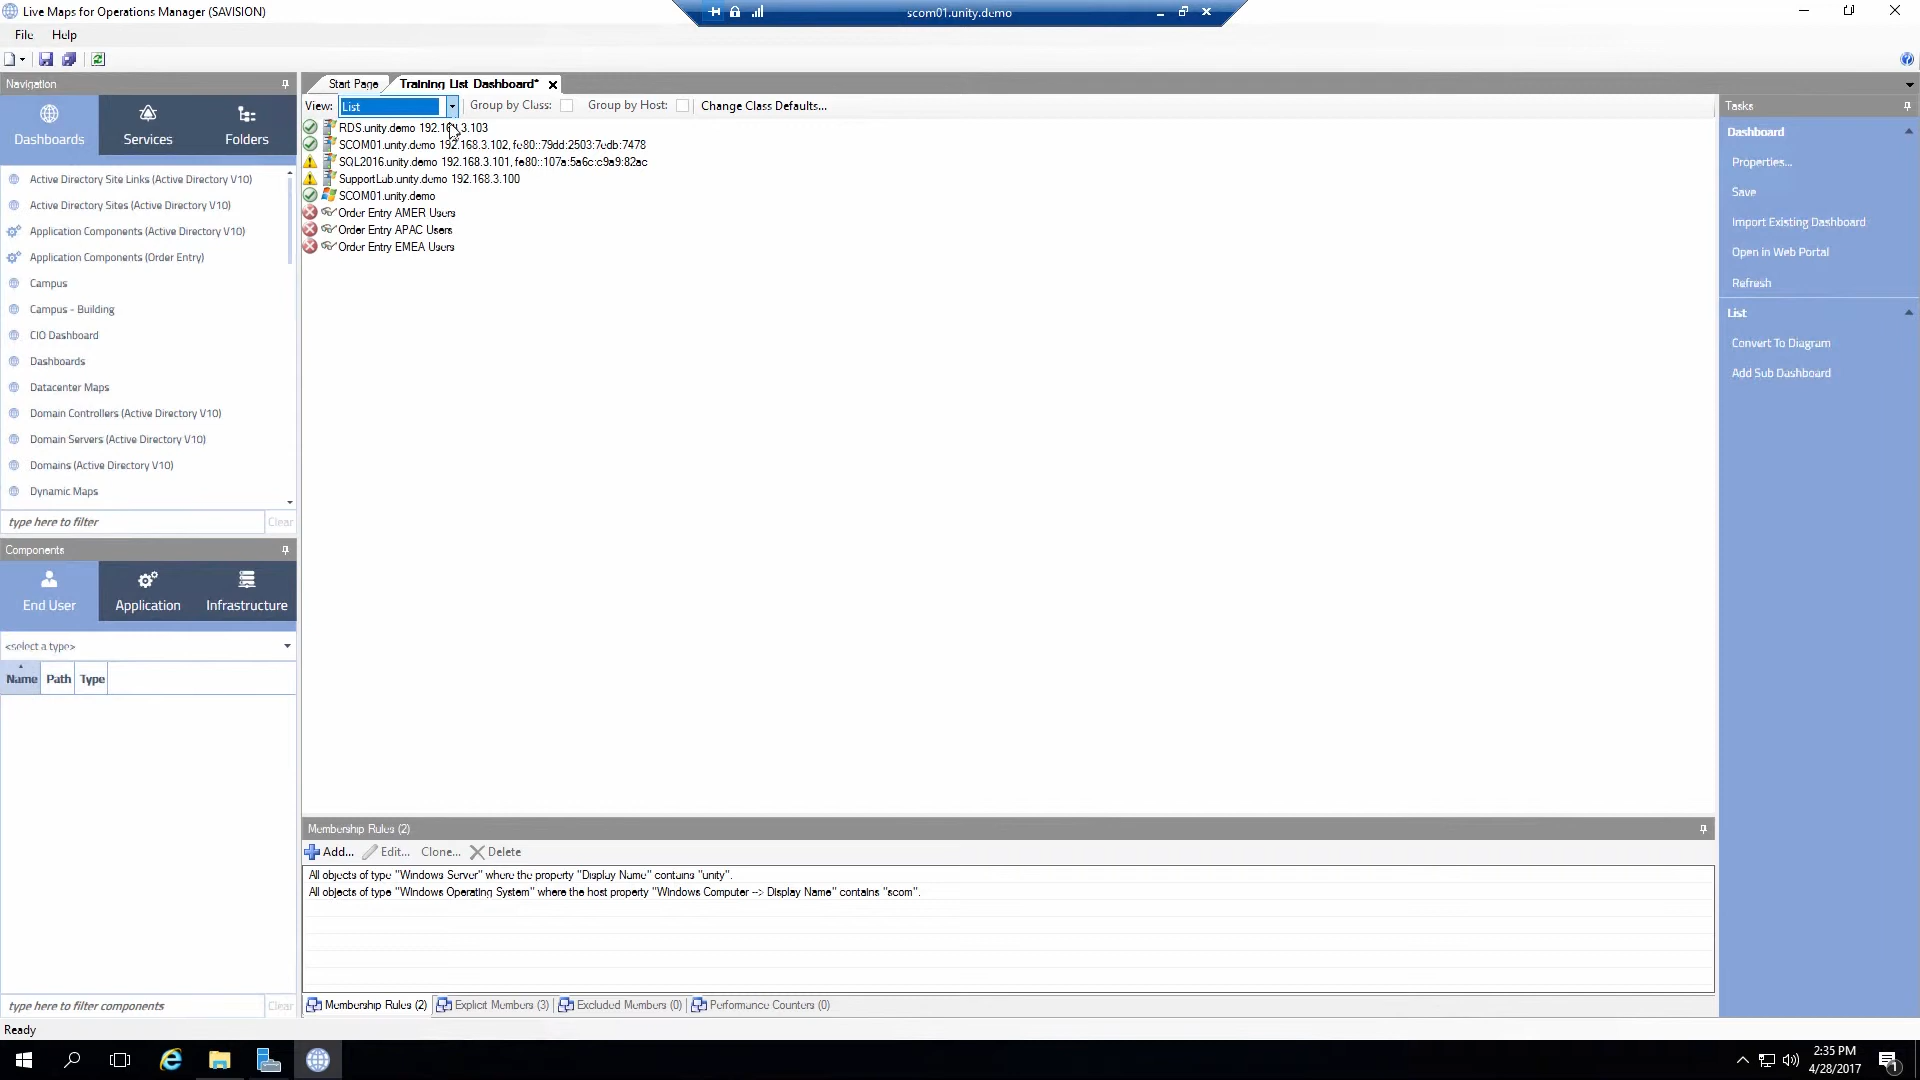 Live Maps for Operations Manager (SAVISION)
scom01.unity.demo
File Help
Navigation
Dashboards
Services
Folders
Active Directory Site Links (Active Directory V10)
Active Directory Sites (Active Directory V10)
Application Components (Active Directory V10)
Application Components (Order Entry)
Campus
Campus - Building
CIO Dashboard
Dashboards
Datacenter Maps
Domain Controllers (Active Directory V10)
Domain Servers (Active Directory V10)
Domains (Active Directory V10)
Dynamic Maps
type here to filter Clear
Components
End User
Application
Infrastructure
<select a type>
Name Path Type
type here to filter components Clear
Ready
Start Page Training List Dashboard*
View: List Group by Class: Group by Host: Change Class Defaults...
RDS.unity.demo 192.168.3.103
SCOM01.unity.demo 192.168.3.102, fe80::79dd:2503:7edb:7478
SQL2016.unity.demo 192.168.3.101, fe80::107a:5a6c:c9a9:82ac
SupportLab.unity.demo 192.168.3.100
SCOM01.unity.demo
Order Entry AMER Users
Order Entry APAC Users
Order Entry EMEA Users
Membership Rules (2)
Add... Edit... Clone... Delete
All objects of type "Windows Server" where the property "Display Name" contains "unity".
All objects of type "Windows Operating System" where the host property "Windows Computer --> Display Name" contains "scom".
Membership Rules (2) Explicit Members (3) Excluded Members (0) Performance Counters (0)
Tasks
Dashboard
Properties...
Save
Import Existing Dashboard
Open in Web Portal
Refresh
List
Convert To Diagram
Add Sub Dashboard
2:35 PM
4/28/2017
1